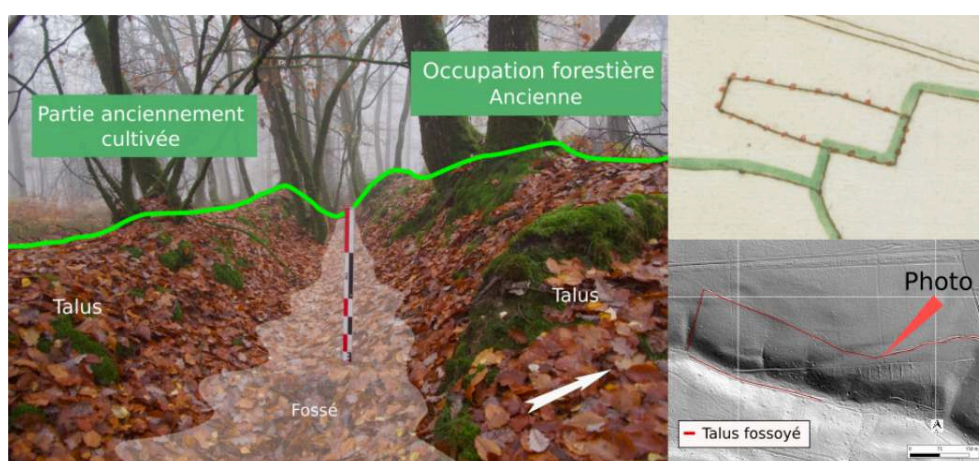 Partie anciennement
cultivée
Occupation forestière
Ancienne
Talus
Talus
Fossé
Photo
Talus fossoyé